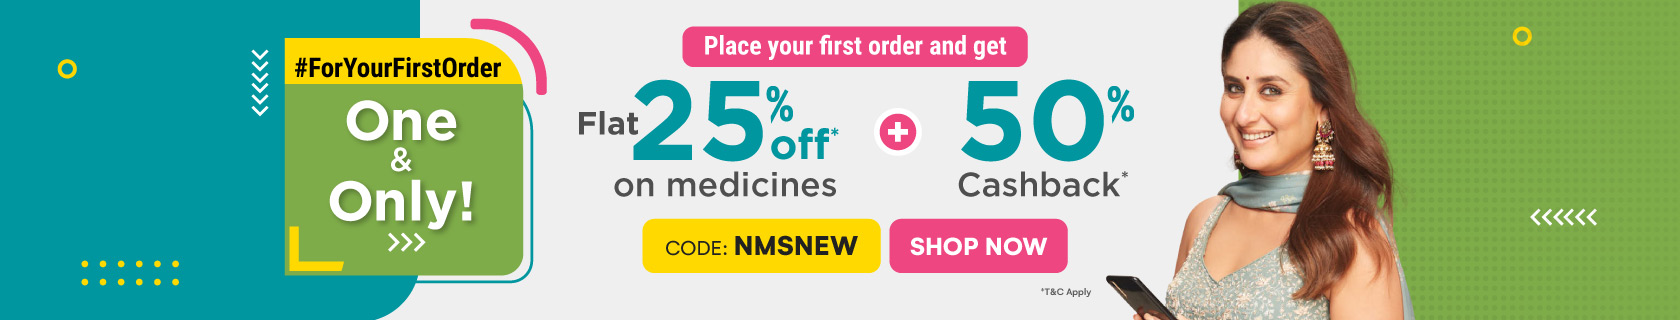 #ForYourFirstOrder
One
&
Only!
Place your first order and get
Flat 25% off* + 50%
on medicines Cashback*
CODE: NMSNEW SHOP NOW
*T&C Apply